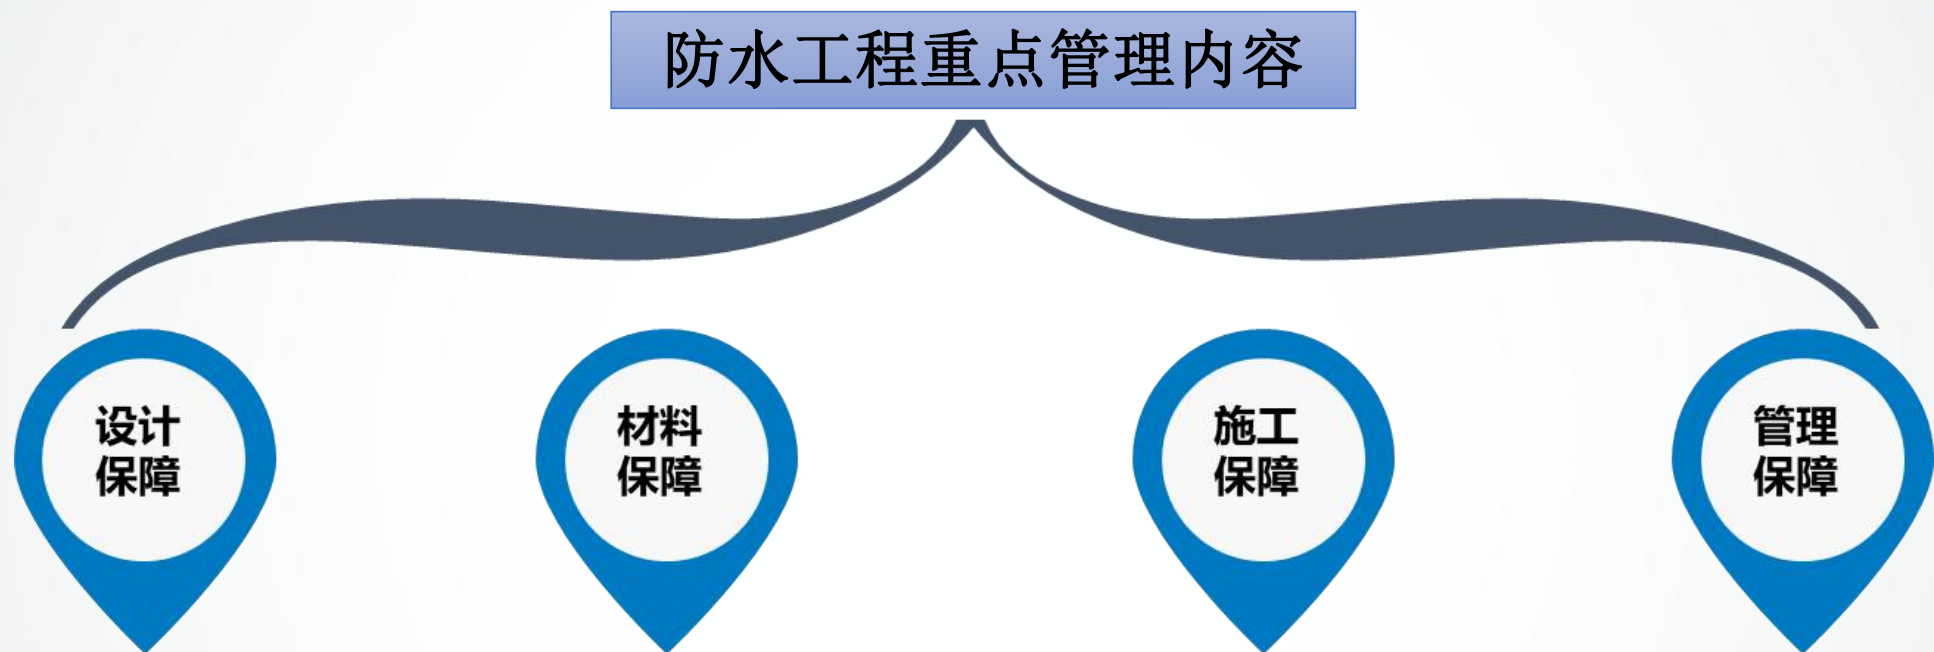 防水工程重点管理内容
设计
保障
材料
保障
施工
保障
管理
保障